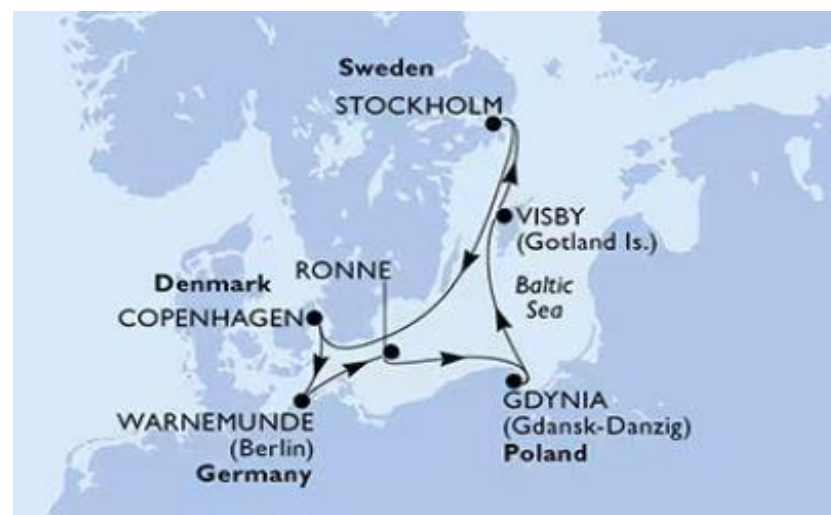 Sweden
STOCKHOLM
VISBY
(Gotland Is.)
RONNE
Denmark
COPENHAGEN
Baltic
Sea
WARNEMUNDE
(Berlin)
Germany
GDYNIA
(Gdansk-Danzig)
Poland